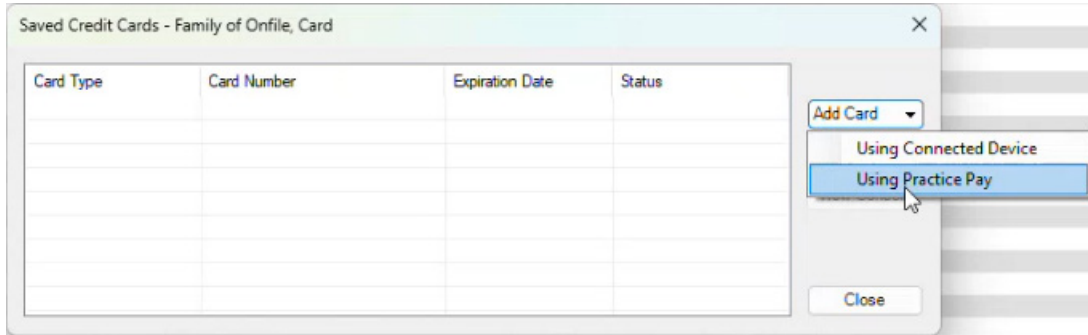 Saved Credit Cards - Family of Onfile, Card
Card Type Card Number Expiration Date Status
Add Card
Using Connected Device
Using Practice Pay
Close